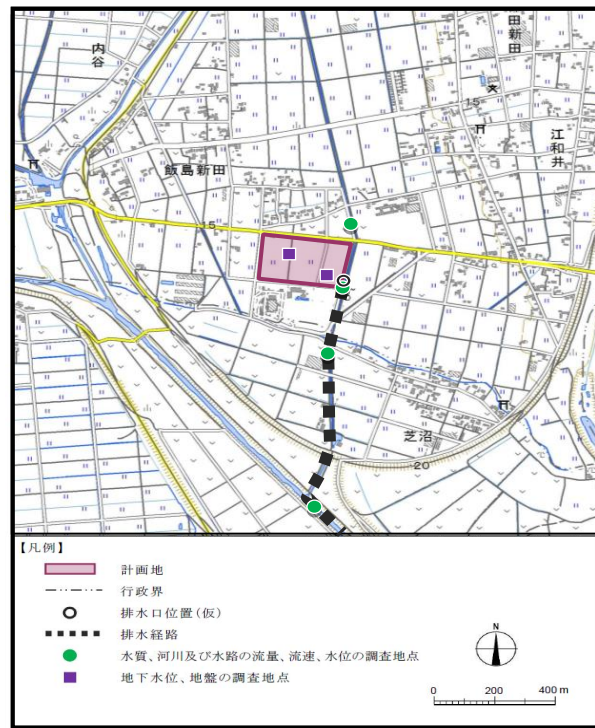 内谷
田新田
15
江和井
飯島新田
15
芝沼
20
【凡例】
計画地
行政界
排水口位置(仮)
排水経路
水質、河川及び水路の流量、流速、水位の調査地点
地下水位、地盤の調査地点
N
0 200 400 m